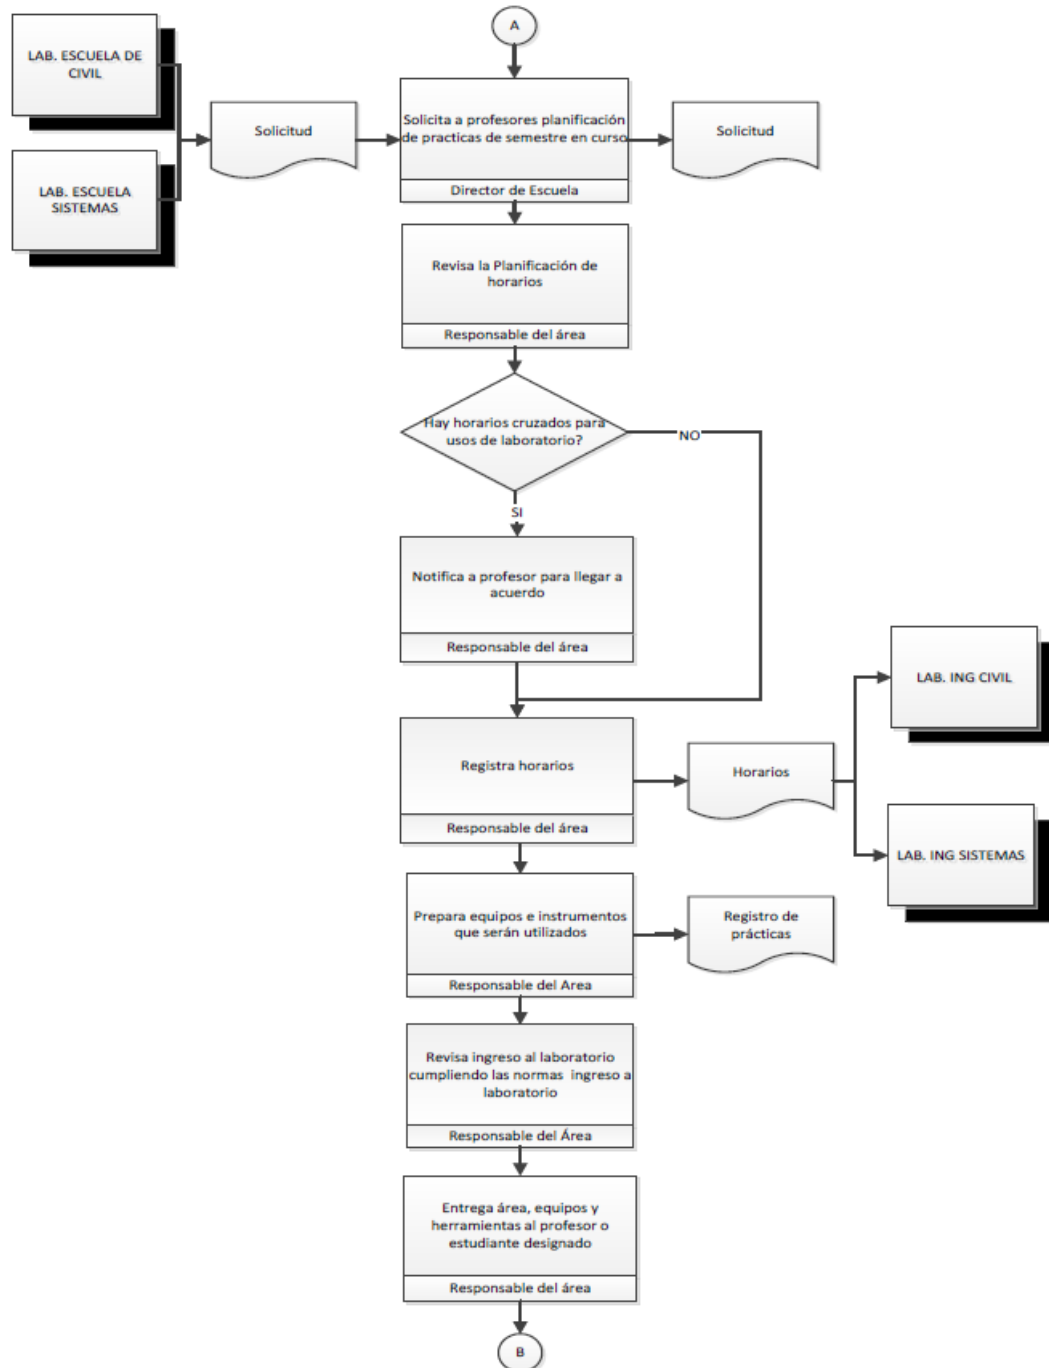 A
LAB. ESCUELA DE
CIVIL
Solicitud
Solicita a profesores planificación
de practicas de semestre en curso
Director de Escuela
Solicitud
LAB. ESCUELA
SISTEMAS
Revisa la Planificación de
horarios
Responsable del área
Hay horarios cruzados para
usos de laboratorio?
NO
SI
Notifica a profesor para llegar a
acuerdo
Responsable del área
LAB. ING CIVIL
Registra horarios
Responsable del área
Horarios
LAB. ING SISTEMAS
Prepara equipos e instrumentos
que serán utilizados
Responsable del Area
Registro de
prácticas
Revisa ingreso al laboratorio
cumpliendo las normas ingreso a
laboratorio
Responsable del Área
Entrega área, equipos y
herramientas al profesor o
estudiante designado
Responsable del área
B